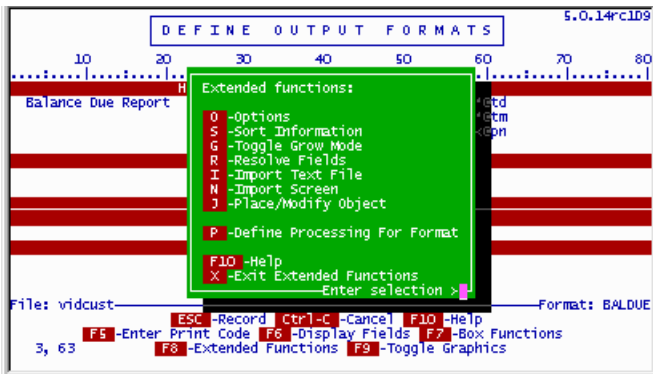 5.0.14rc1D9
DEFINE OUTPUT FORMATS
10 20 30 40 50 60 70 80
H
Balance Due Report
Extended functions:
O -Options
S -Sort Information
G -Toggle Grow Mode
R -Resolve Fields
I -Import Text File
N -Import Screen
J -Place/Modify Object
P -Define Processing For Format
F10 -Help
X -Exit Extended Functions
Enter selection >
File: vidcust Format: BALDUE
ESC -Record Ctrl-C -Cancel F10 -Help
F5 -Enter Print Code F6 -Display Fields F7 -Box Functions
3, 63 F8 -Extended Functions F9 -Toggle Graphics